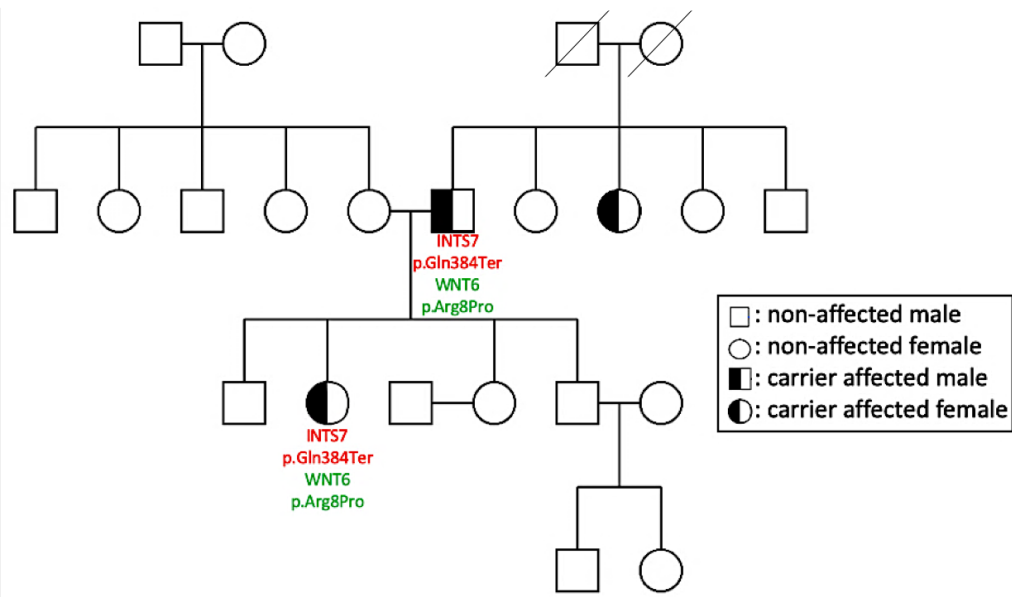 INTS7
p.Gln384Ter
WNT6
p.Arg8Pro
: non-affected male
: non-affected female
: carrier affected male
: carrier affected female
INTS7
p.Gln384Ter
WNT6
p.Arg8Pro